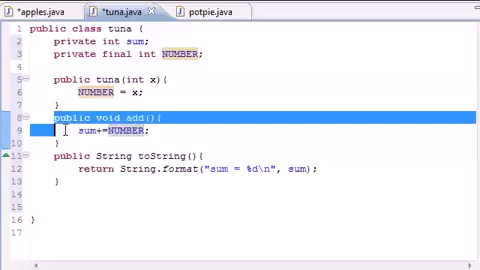 *apples.java *tuna.java potpie.java
1 public class tuna {
2 private int sum;
3 private final int NUMBER;
4
5 public tuna(int x){
6 NUMBER = x;
7 }
8 public void add(){
9 sum+=NUMBER;
10 }
11 public String toString(){
12 return String.format("sum = %d\n", sum);
13 }
14
15
16 }
17